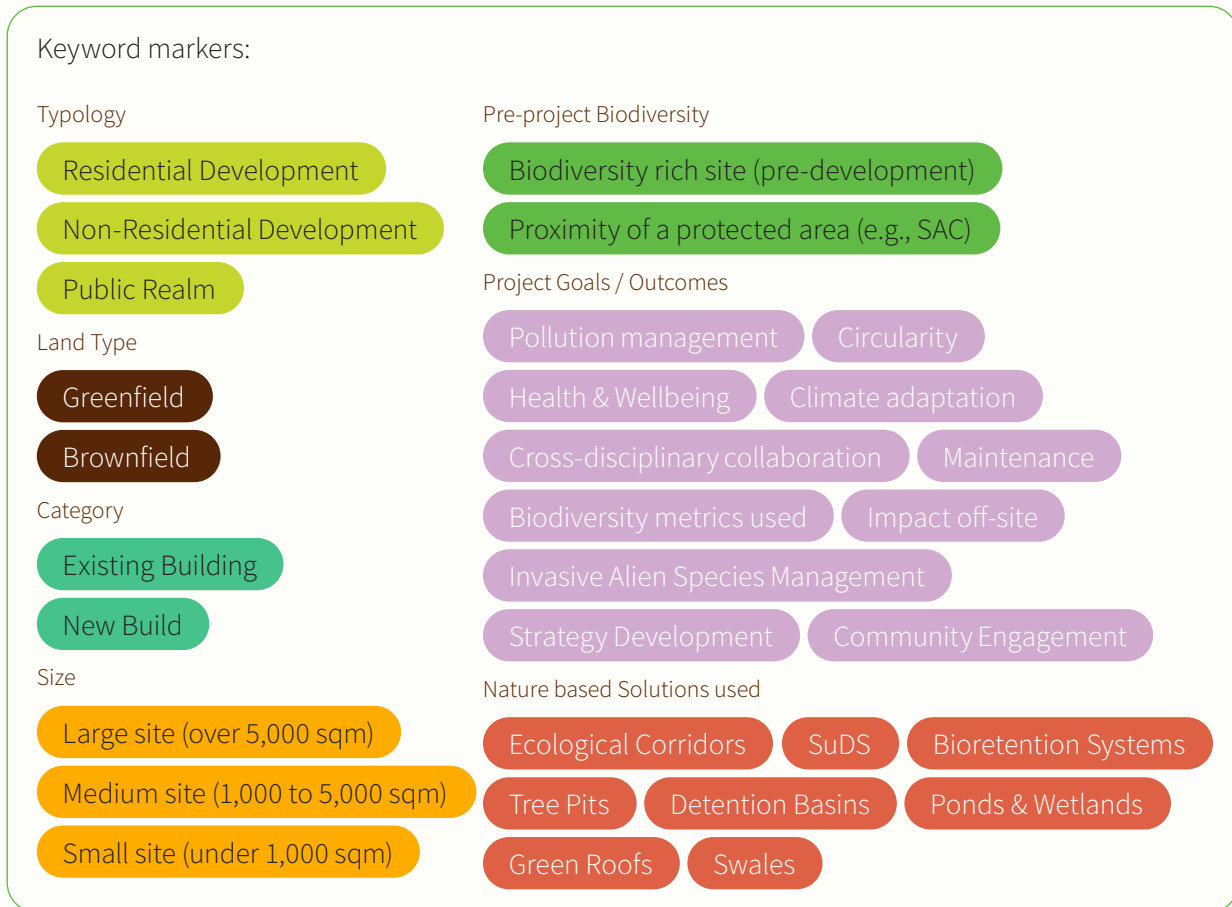 Keyword markers:
Typology
Residential Development
Non-Residential Development
Public Realm
Land Type
Greenfield
Brownfield
Category
Existing Building
New Build
Size
Large site (over 5,000 sqm)
Medium site (1,000 to 5,000 sqm)
Small site (under 1,000 sqm)
Pre-project Biodiversity
Biodiversity rich site (pre-development)
Proximity of a protected area (e.g., SAC)
Project Goals / Outcomes
Pollution management Circularity
Health & Wellbeing Climate adaptation
Cross-disciplinary collaboration Maintenance
Biodiversity metrics used Impact off-site
Invasive Alien Species Management
Strategy Development Community Engagement
Nature based Solutions used
Ecological Corridors SuDS Bioretention Systems
Tree Pits Detention Basins Ponds & Wetlands
Green Roofs Swales